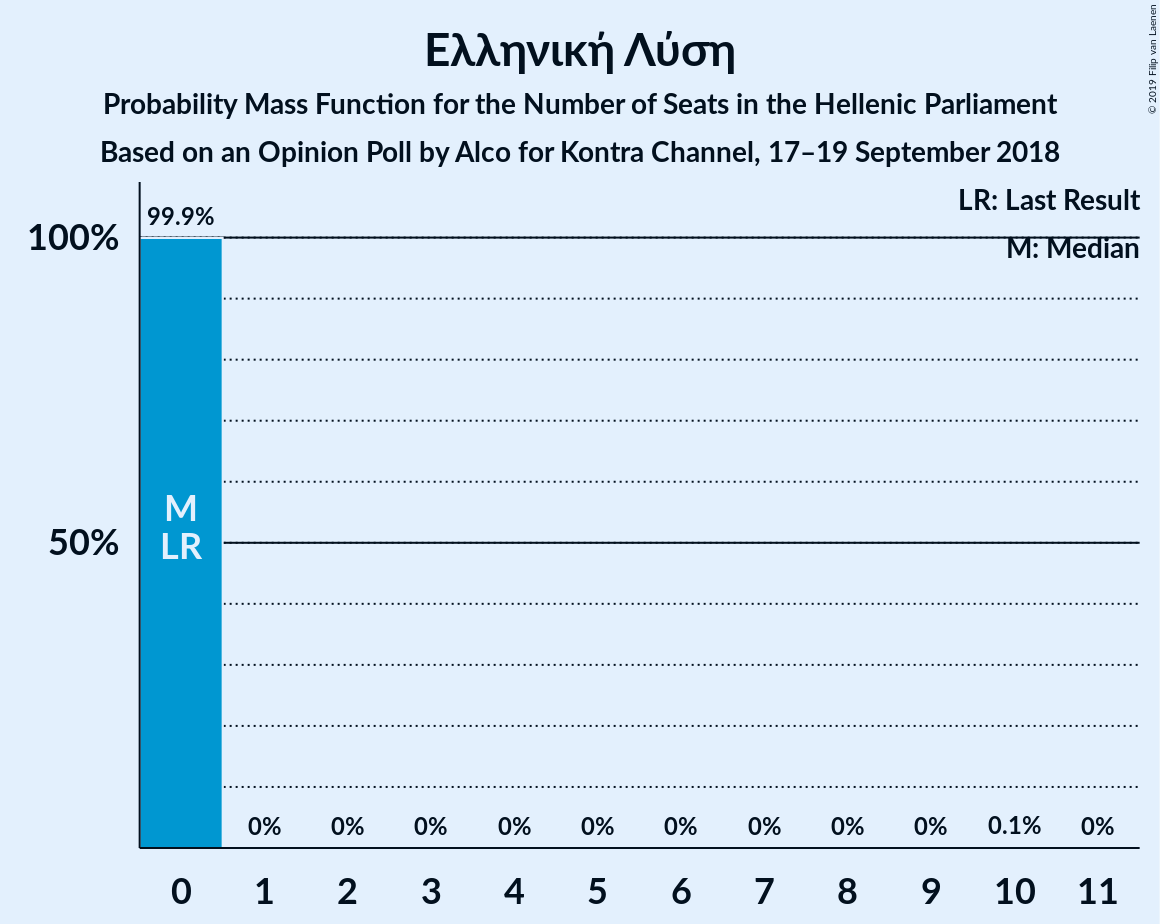 Ελληνική Λύση
Probability Mass Function for the Number of Seats in the Hellenic Parliament
Based on an Opinion Poll by Alco for Kontra Channel, 17–19 September 2018
© 2019 Filip van Laenen
LR: Last Result
M: Median
99.9%
100%
50%
M
LR
0% 0% 0% 0% 0% 0% 0% 0% 0% 0.1% 0%
0 1 2 3 4 5 6 7 8 9 10 11